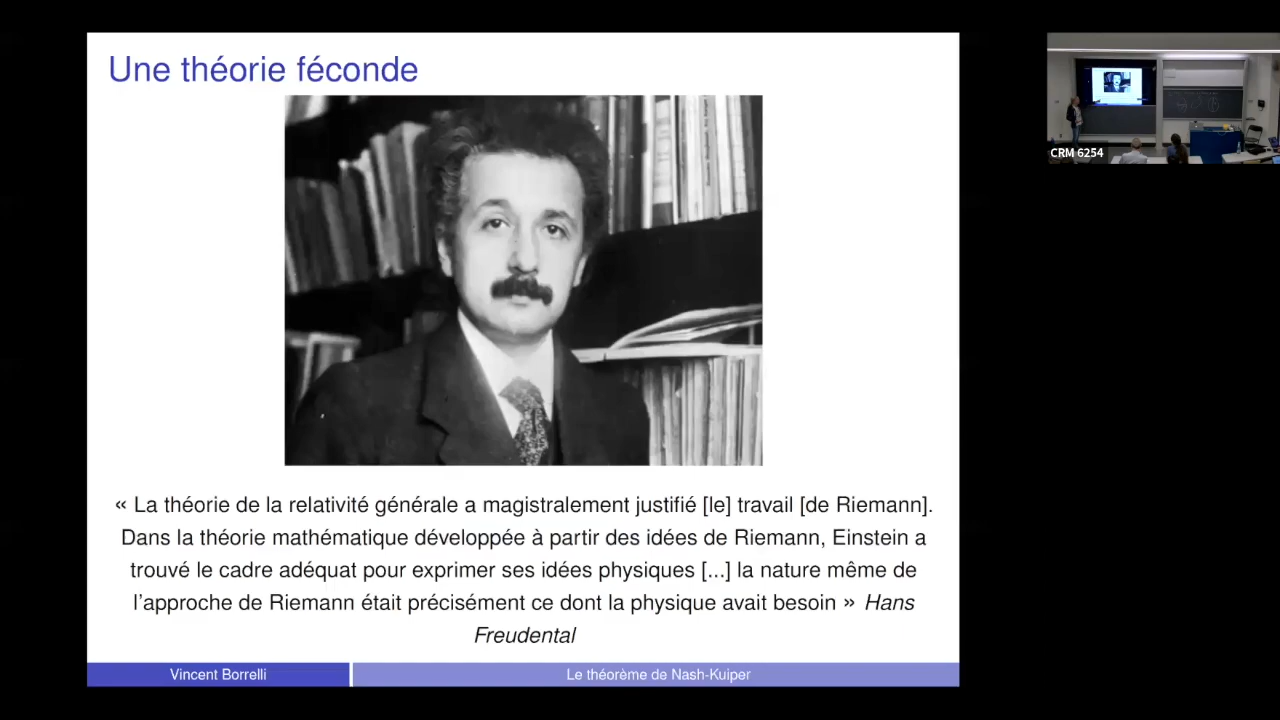 Une théorie féconde
« La théorie de la relativité générale a magistralement justifié [le] travail [de Riemann].
Dans la théorie mathématique développée à partir des idées de Riemann, Einstein a
trouvé le cadre adéquat pour exprimer ses idées physiques [...] la nature même de
l'approche de Riemann était précisément ce dont la physique avait besoin » Hans
Freudental
Vincent Borrelli
Le théorème de Nash-Kuiper
CRM 6254